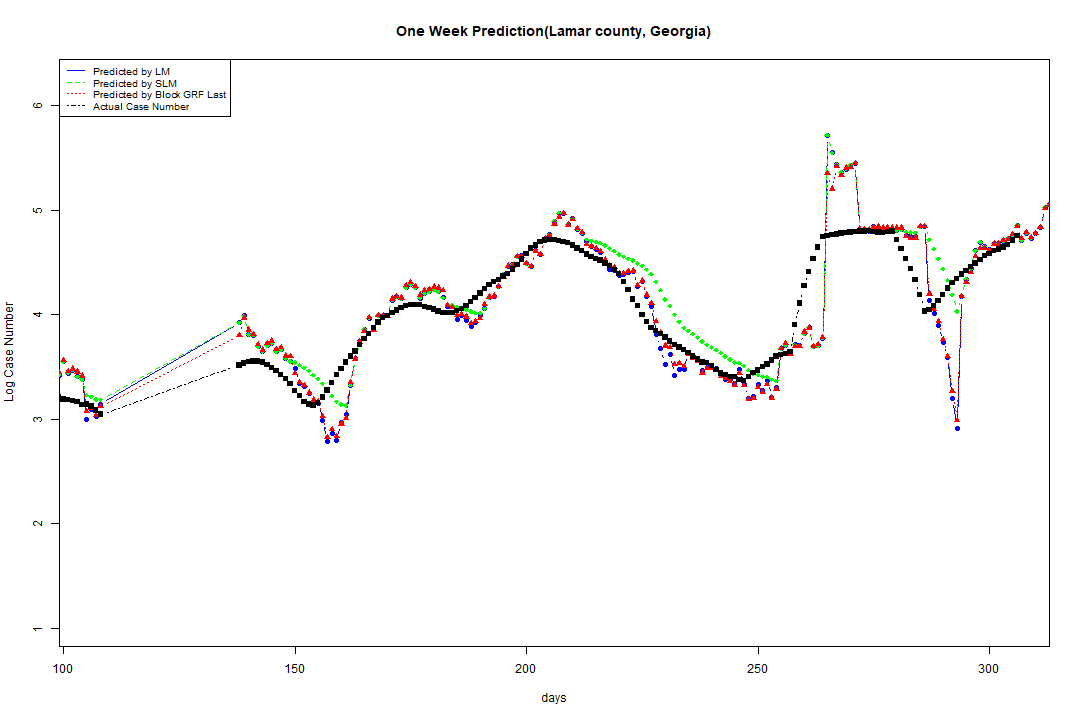 One Week Prediction(Lamar county, Georgia)
Predicted by LM
Predicted by SLM
Predicted by Block GRF Last
Actual Case Number
6
5
4
3
2
1
Log Case Number
100 150 200 250 300
days